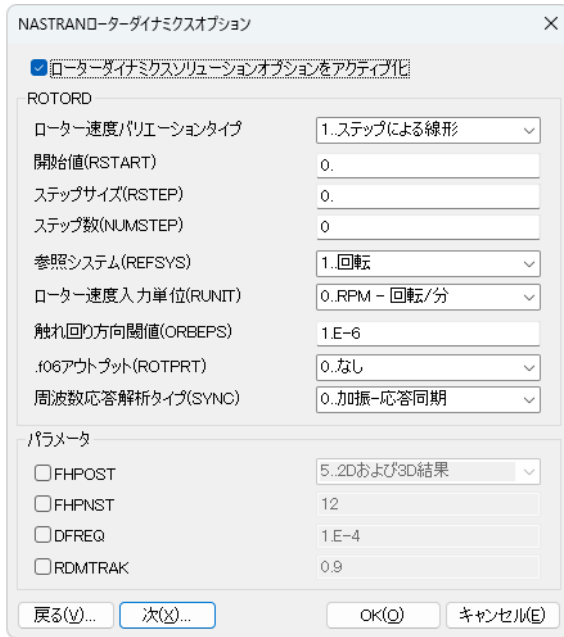 NASTRANローターダイナミクスオプション
ローターダイナミクスソリューションオプションをアクティブ化
ROTORD
ローター速度バリエーションタイプ 1..ステップによる線形
開始値(RSTART) 0.
ステップサイズ(RSTEP) 0.
ステップ数(NUMSTEP) 0
参照システム(REFSYS) 1..回転
ローター速度入力単位(RUNIT) 0..RPM - 回転/分
触れ回り方向閾値(ORBEPS) 1.E-6
.f06アウトプット(ROTPRT) 0..なし
周波数応答解析タイプ(SYNC) 0..加振-応答同期
パラメータ
FHPOST 5..2Dおよび3D結果
FHPNST 12
DFREQ 1.E-4
RDMTRAK 0.9
戻る(V)... 次(X)... OK(O) キャンセル(E)